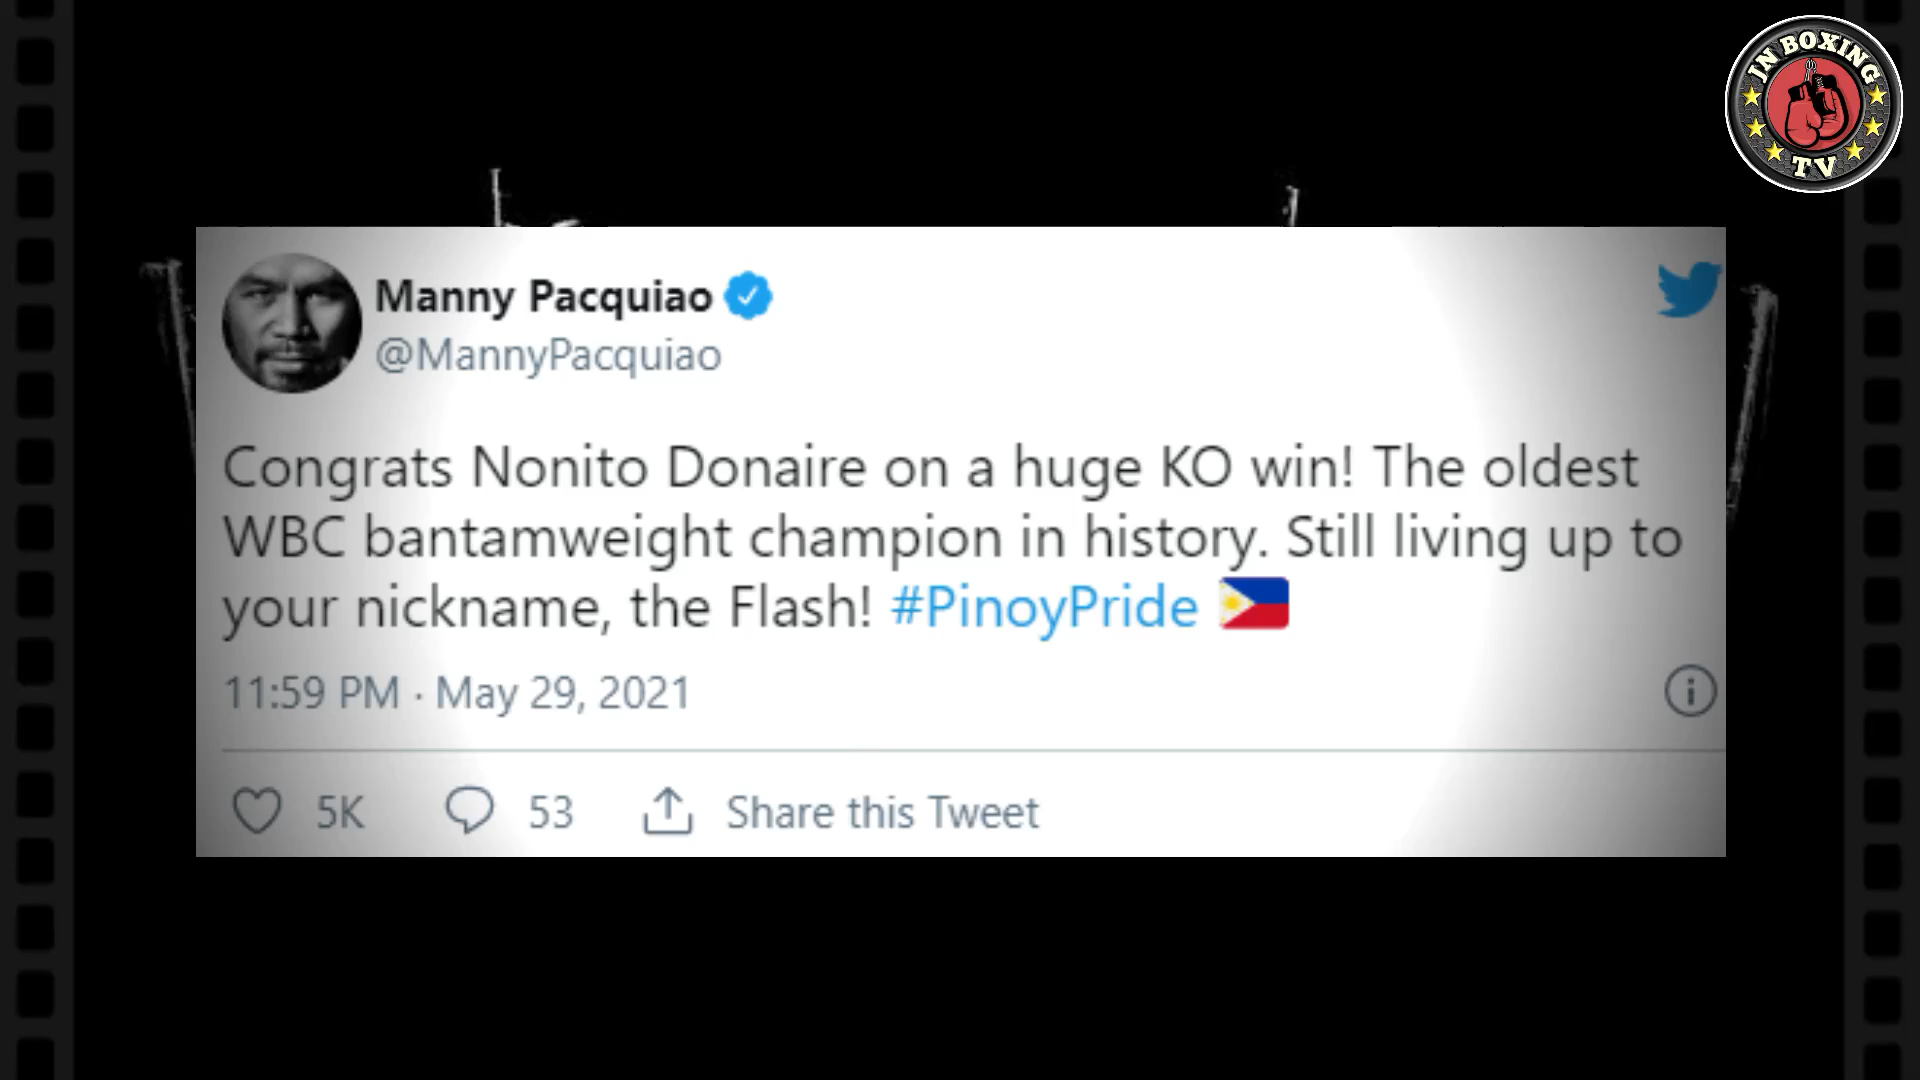 JN BOXING
TV
Manny Pacquiao
@MannyPacquiao
Congrats Nonito Donaire on a huge KO win! The oldest
WBC bantamweight champion in history. Still living up to
your nickname, the Flash! #PinoyPride 🇵🇭
11:59 PM · May 29, 2021
5K 53 Share this Tweet